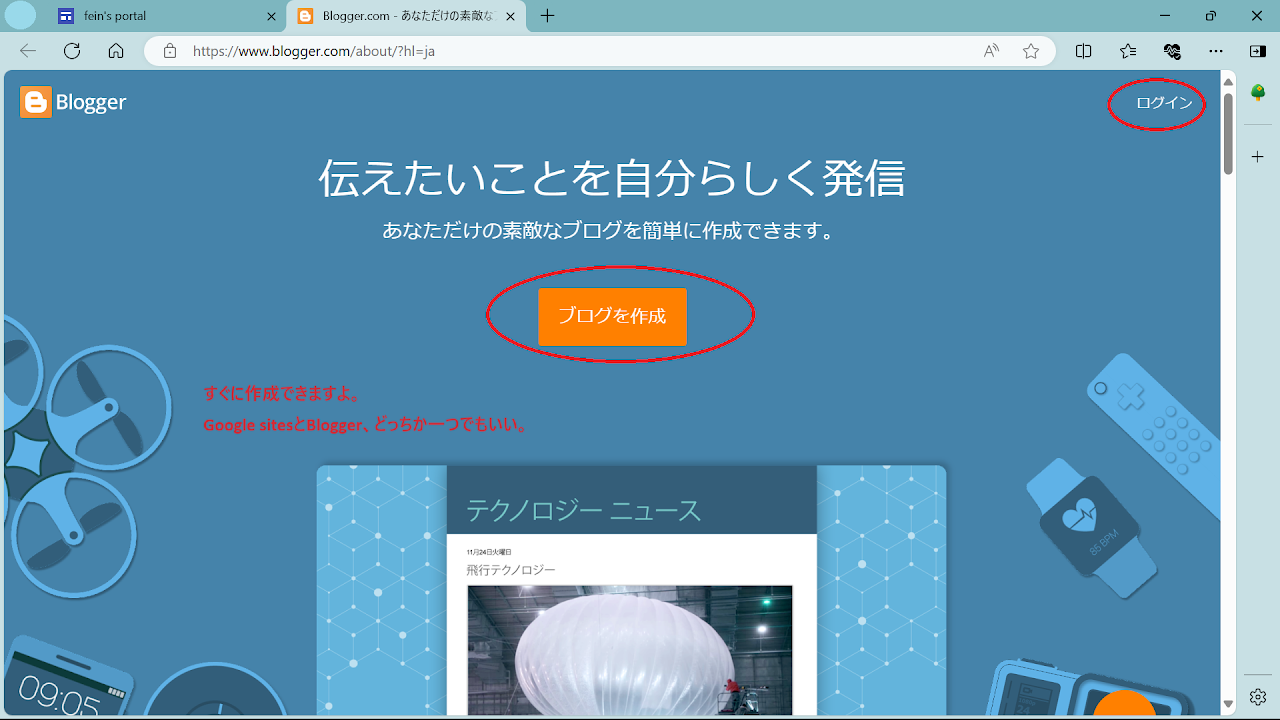 fein's portal
Blogger.com - あなただけの素敵な
https://www.blogger.com/about/?hl=ja
Blogger
ログイン
伝えたいことを自分らしく発信
あなただけの素敵なブログを簡単に作成できます。
ブログを作成
すぐに作成できますよ。
Google sitesとBlogger、どっちか一つでもいい。
テクノロジー ニュース
11月24日火曜日
飛行テクノロジー
85 BPM
09:05